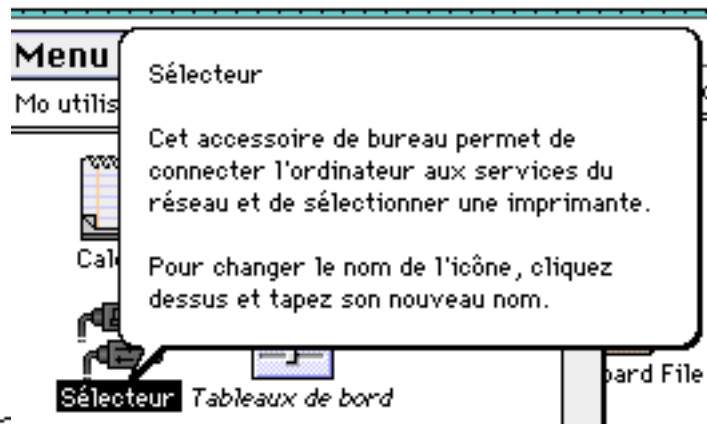 Menu
Mo utilis
Sélecteur
Cet accessoire de bureau permet de
connecter l'ordinateur aux services du
réseau et de sélectionner une imprimante.
Pour changer le nom de l'icône, cliquez
dessus et tapez son nouveau nom.
Cal
Sélecteur
Tableaux de bord
ard File